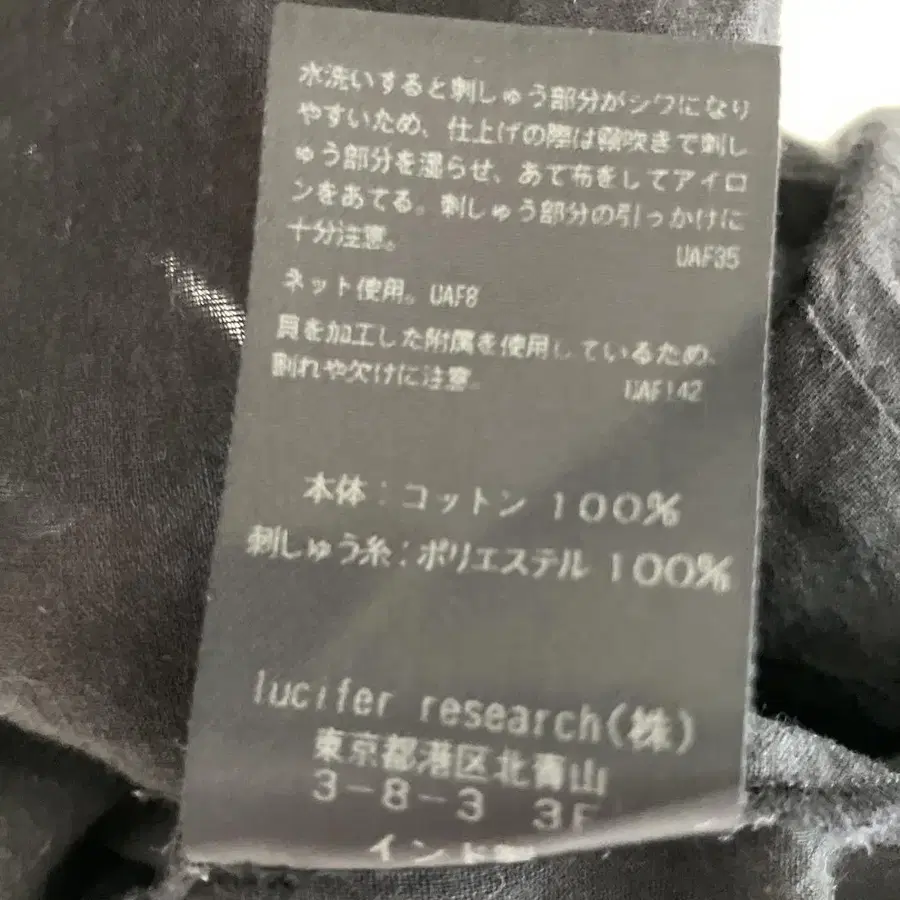 水洗いすると刺しゅう部分がシワになり
やすいため、仕上げの際は霧吹きで刺し
ゅう部分を湿らせ、あて布をしてアイロ
ンをあてる。刺しゅう部分の引っかけに
十分注意。 UAF35
ネット使用。UAF8
貝を加工した附属を使用しているため、
割れや欠けに注意。 UAF142
本体：コットン 100%
刺しゅう糸：ポリエステル 100%
lucifer research(株)
東京都港区北青山
3-8-3 3F
インド製